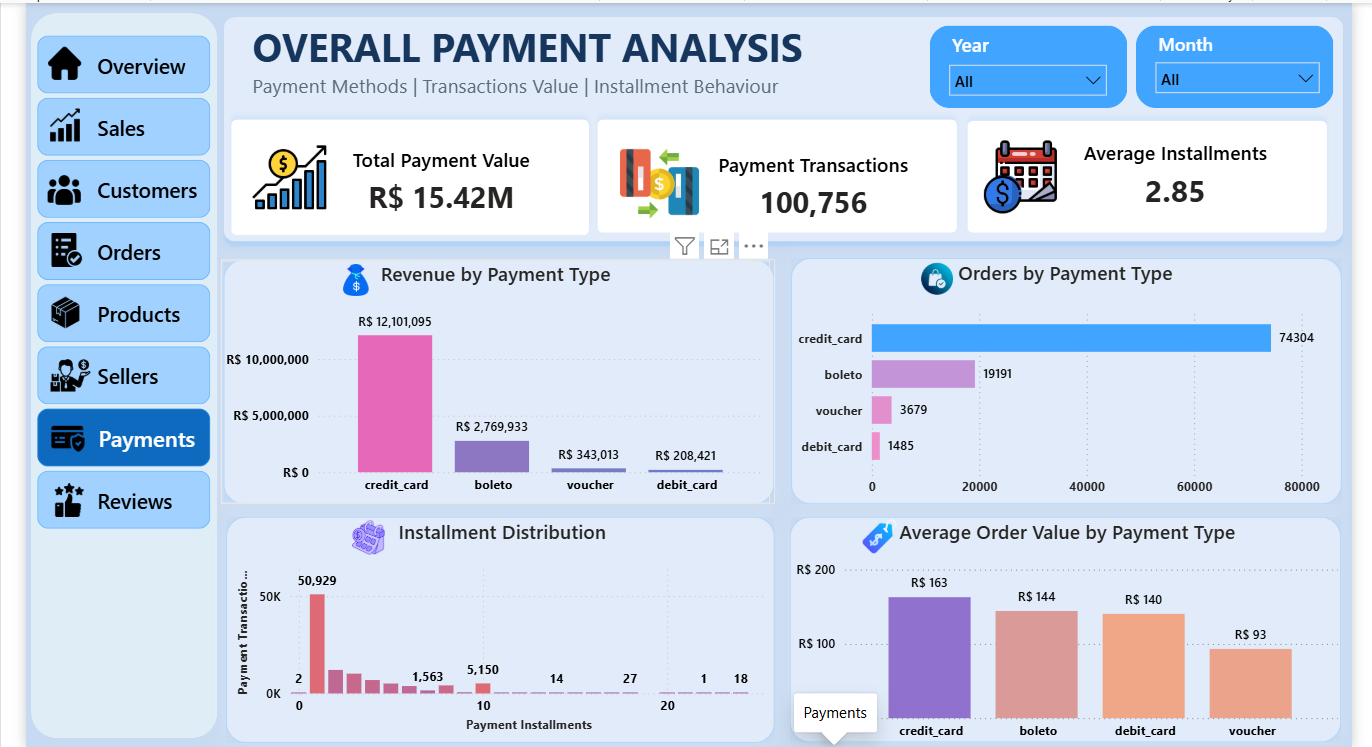 OVERALL PAYMENT ANALYSIS
Payment Methods | Transactions Value | Installment Behaviour
Year
All
Month
All
Overview
Sales
Customers
Orders
Products
Sellers
Payments
Reviews
Total Payment Value
R$ 15.42M
Payment Transactions
100,756
Average Installments
2.85
Revenue by Payment Type
R$ 10,000,000
R$ 5,000,000
R$ 0
R$ 12,101,095
R$ 2,769,933
R$ 343,013
R$ 208,421
credit_card
boleto
voucher
debit_card
Orders by Payment Type
credit_card
74304
boleto
19191
voucher
3679
debit_card
1485
0
20000
40000
60000
80000
Installment Distribution
Payment Transactio...
50K
0K
2
50,929
1,563
5,150
14
27
1
18
0
10
20
Payment Installments
Average Order Value by Payment Type
R$ 200
R$ 100
R$ 163
R$ 144
R$ 140
R$ 93
credit_card
boleto
debit_card
voucher
Payments